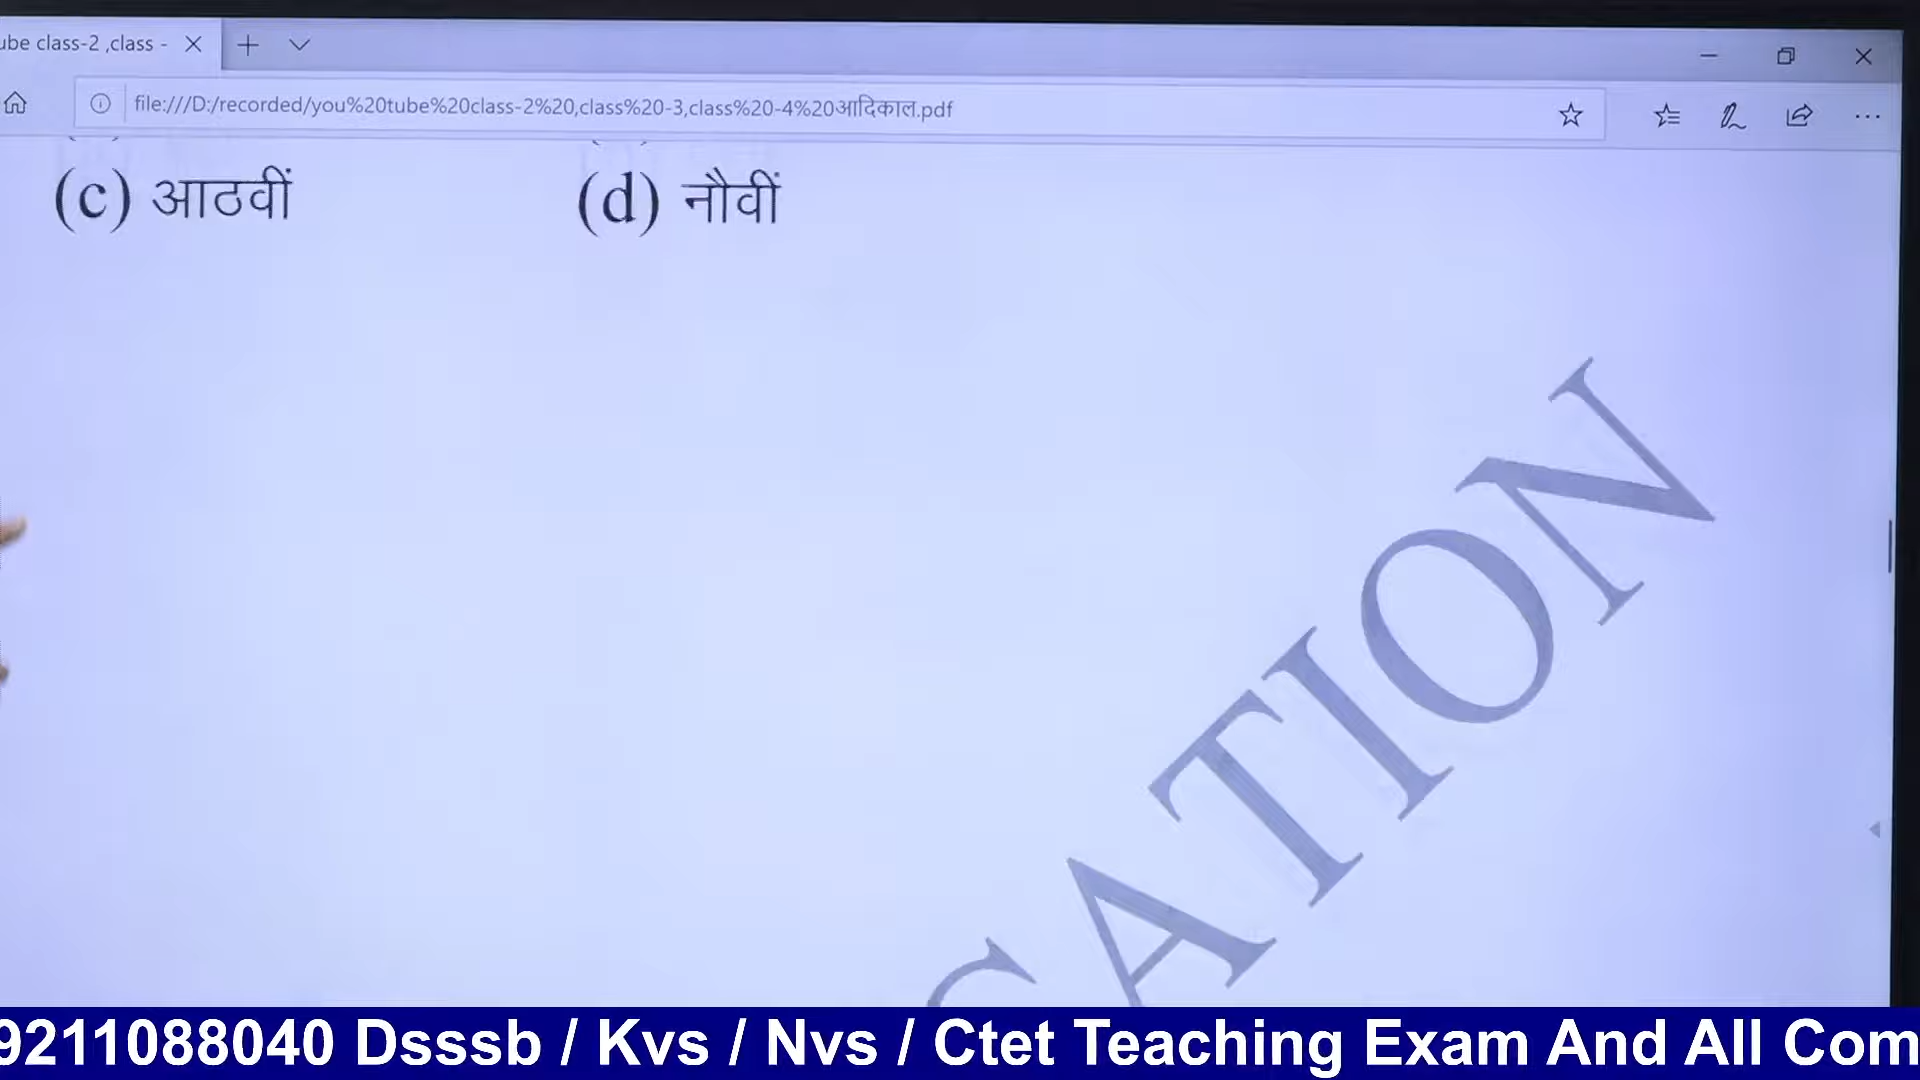 ube class-2 ,class -
file:///D:/recorded/you%20tube%20class-2%20,class%20-3,class%20-4%20आदिकाल.pdf
(c) आठवीं (d) नौवीं
CATION
9211088040 Dsssb / Kvs / Nvs / Ctet Teaching Exam And All Com